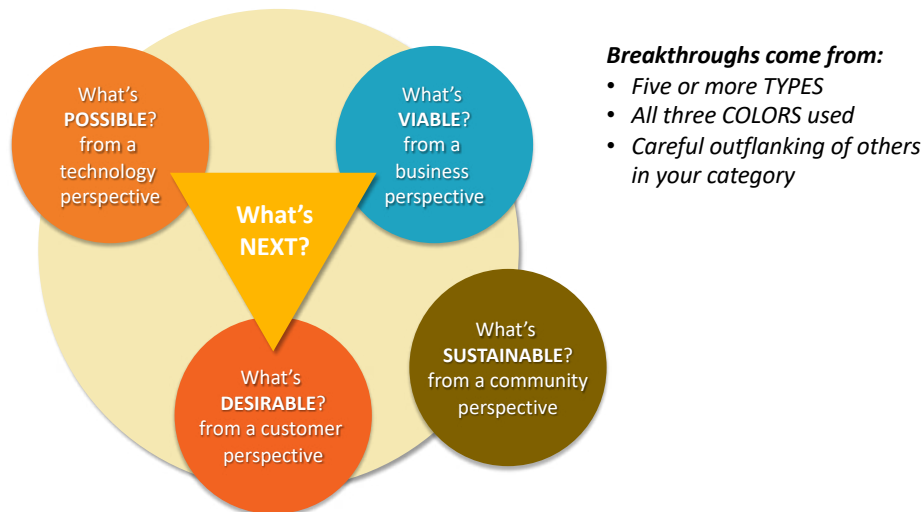 What's
POSSIBLE?
from a
technology
perspective
What's
VIABLE?
from a
business
perspective
What's
NEXT?
What's
DESIRABLE?
from a customer
perspective
What's
SUSTAINABLE?
from a community
perspective
Breakthroughs come from:
• Five or more TYPES
• All three COLORS used
• Careful outflanking of others
in your category